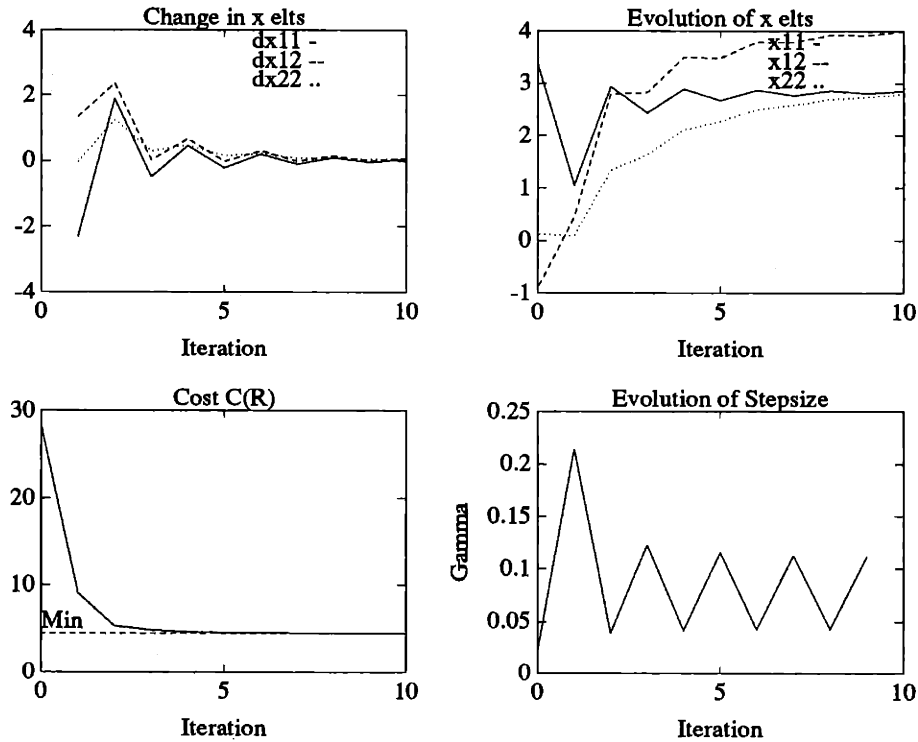 Change in x elts
dx11 -
dx12 --
dx22 ..
4
2
0
-2
-4
0
5
10
Iteration
Evolution of x elts
x11 -
x12 --
x22 ..
4
3
2
1
0
-1
0
5
10
Iteration
Cost C(R)
30
20
10
0
Min
0
5
10
Iteration
Evolution of Stepsize
0.25
0.2
0.15
0.1
0.05
0
Gamma
0
5
10
Iteration